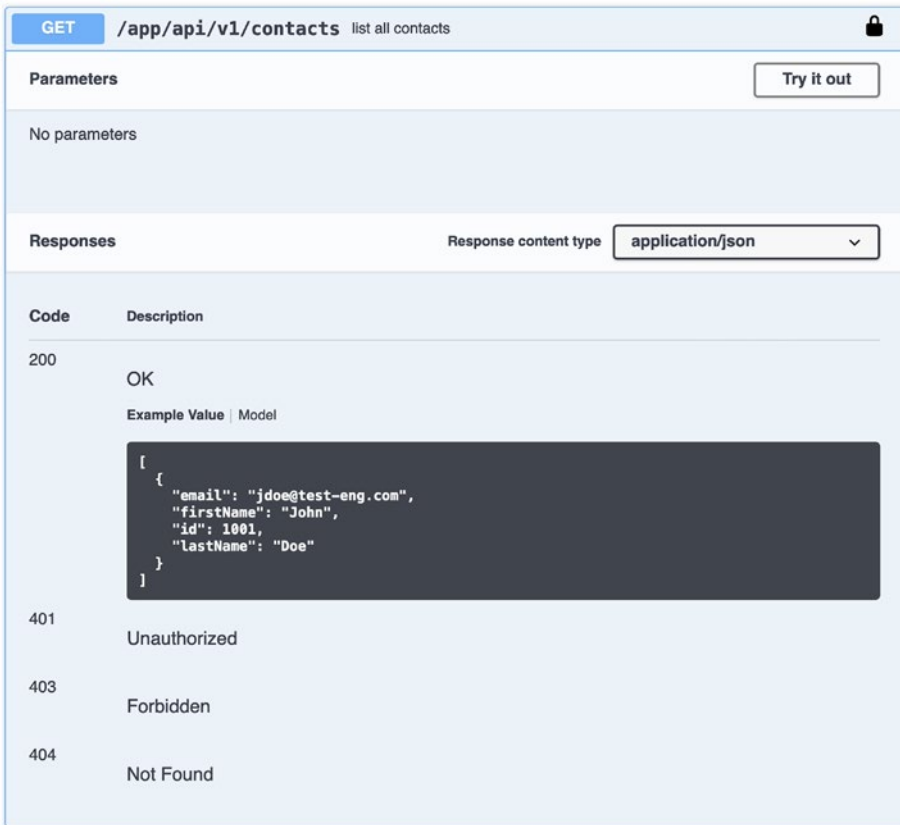 GET /app/api/v1/contacts list all contacts
Parameters Try it out
No parameters
Responses Response content type application/json
Code Description
200
OK
Example Value | Model
[
  {
    "email": "jdoe@test-eng.com",
    "firstName": "John",
    "id": 1001,
    "lastName": "Doe"
  }
]
401
Unauthorized
403
Forbidden
404
Not Found